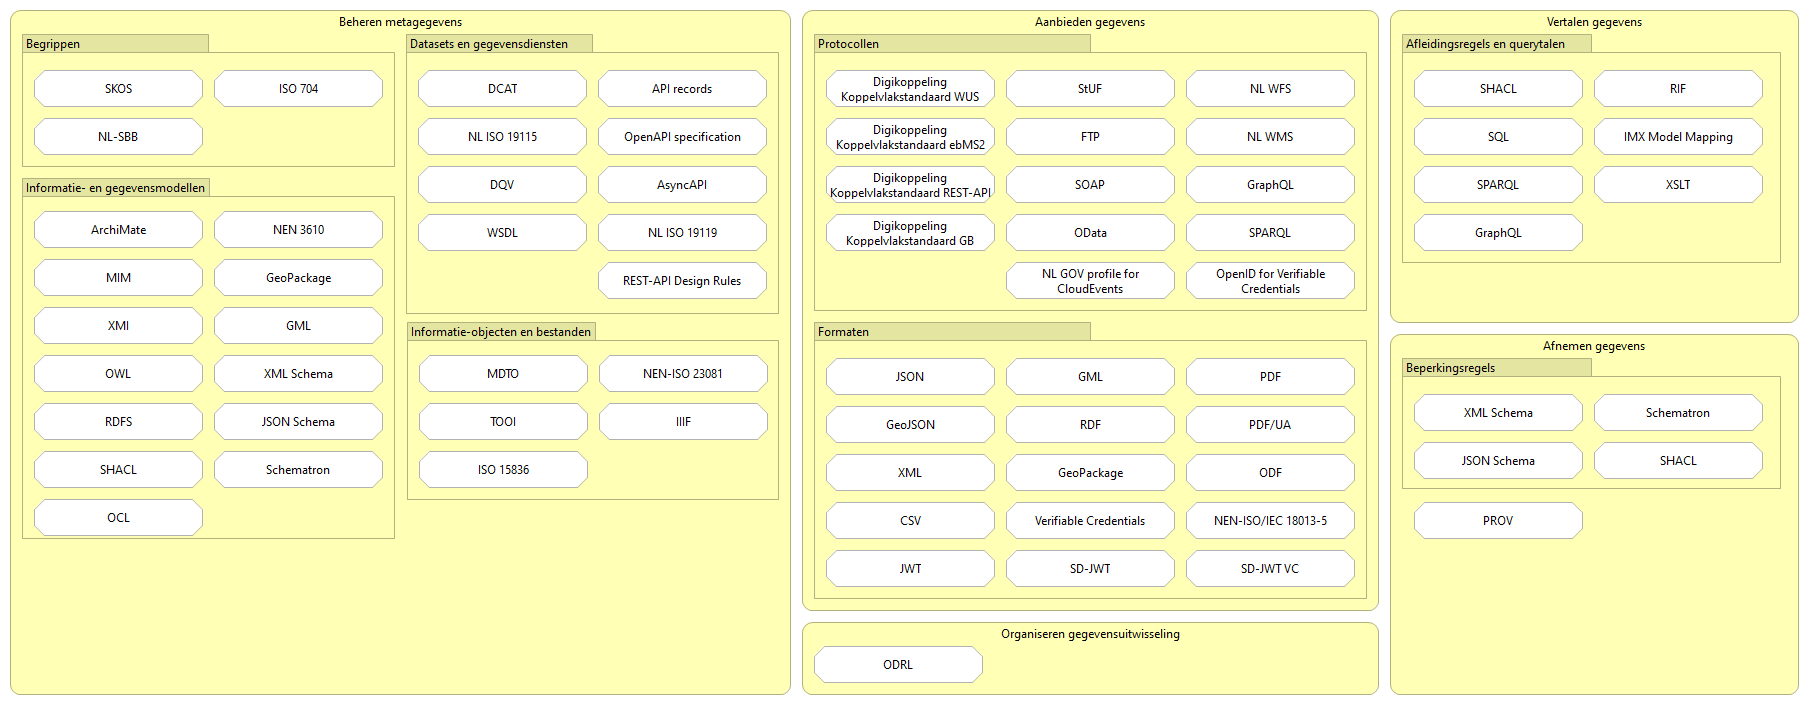 Beheren metagegevens
Begrippen
SKOS
ISO 704
NL-SBB
Informatie- en gegevensmodellen
ArchiMate
NEN 3610
MIM
GeoPackage
XMI
GML
OWL
XML Schema
RDFS
JSON Schema
SHACL
Schematron
OCL
Datasets en gegevensdiensten
DCAT
API records
NL ISO 19115
OpenAPI specification
DQV
AsyncAPI
WSDL
NL ISO 19119
REST-API Design Rules
Informatie-objecten en bestanden
MDTO
NEN-ISO 23081
TOOI
IIIF
ISO 15836
Aanbieden gegevens
Protocollen
Digikoppeling
Koppelvlakstandaard WUS
StUF
NL WFS
Digikoppeling
Koppelvlakstandaard ebMS2
FTP
NL WMS
Digikoppeling
Koppelvlakstandaard REST-API
SOAP
GraphQL
Digikoppeling
Koppelvlakstandaard GB
OData
SPARQL
NL GOV profile for
CloudEvents
OpenID for Verifiable
Credentials
Formaten
JSON
GML
PDF
GeoJSON
RDF
PDF/UA
XML
GeoPackage
ODF
CSV
Verifiable Credentials
NEN-ISO/IEC 18013-5
JWT
SD-JWT
SD-JWT VC
Organiseren gegevensuitwisseling
ODRL
Vertalen gegevens
Afleidingsregels en querytalen
SHACL
RIF
SQL
IMX Model Mapping
SPARQL
XSLT
GraphQL
Afnemen gegevens
Beperkingsregels
XML Schema
Schematron
JSON Schema
SHACL
PROV